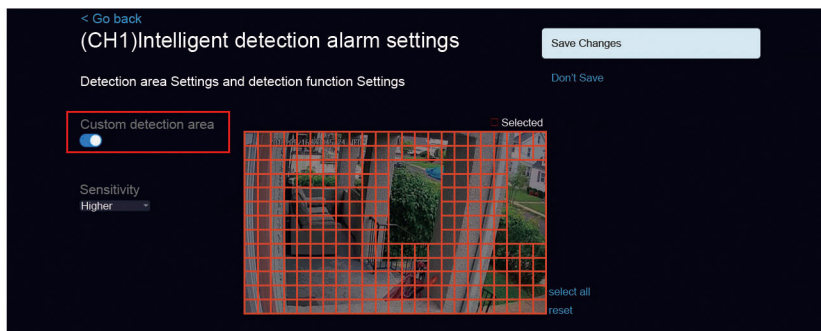 < Go back
(CH1)Intelligent detection alarm settings
Save Changes
Detection area Settings and detection function Settings
Don't Save
Custom detection area
Selected
Sensitivity
Higher
select all
reset